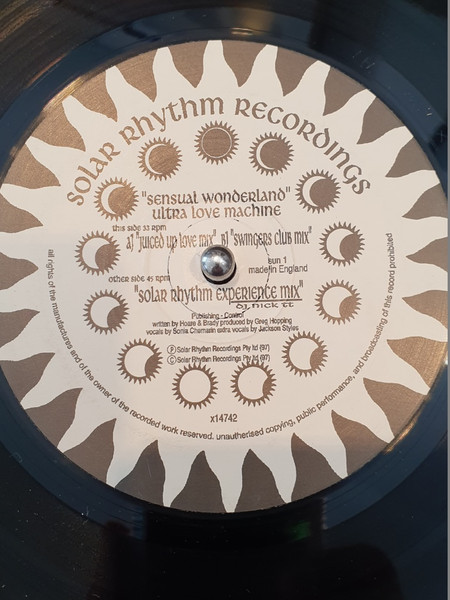 SOLAR RHYTHM RECORDINGS
"SENSUAL WONDERLAND"
ULTRA LOVE MACHINE
THIS SIDE 33 RPM
A) "JUICED UP LOVE MIX" B) "SWINGERS CLUB MIX"
sun 1
made in England
OTHER SIDE 45 RPM
"SOLAR RHYTHM EXPERIENCE MIX"
DJ NICK TT
Publishing - Control
written by Hoare & Brady produced by Greg Hopping
vocals by Sonia Chemain extra vocals by Jackson Styles
Ⓟ Solar Rhythm Recordings Pty ltd (97)
© Solar Rhythm Recordings Pty ltd (97)
x14742
all rights of the manufactures and of the owner of the recorded work reserved. unauthorised copying, public performance, and broadcasting of this record prohibited